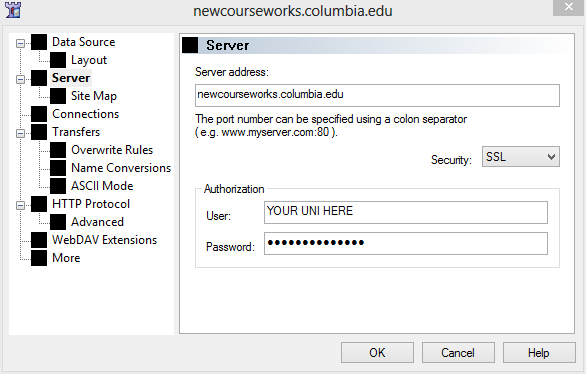 newcourseworks.columbia.edu
Data Source
Layout
Server
Site Map
Connections
Transfers
Overwrite Rules
Name Conversions
ASCII Mode
HTTP Protocol
Advanced
WebDAV Extensions
More
Server
Server address:
newcourseworks.columbia.edu
The port number can be specified using a colon separator
( e.g. www.myserver.com:80 ).
Security: SSL
Authorization
User: YOUR UNI HERE
Password: ●●●●●●●●●●●●●●
OK Cancel Help